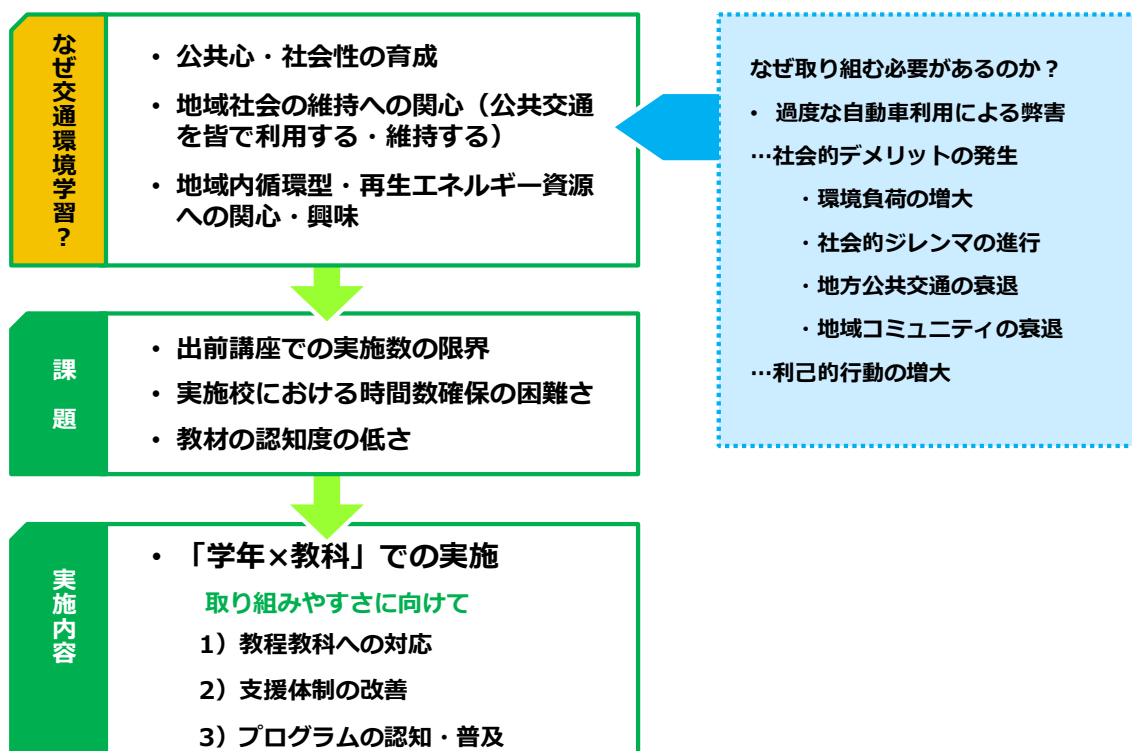 なぜ交通環境学習?
・ 公共心・社会性の育成
・ 地域社会の維持への関心（公共交通
を皆で利用する・維持する）
・ 地域内循環型・再生エネルギー資源
への関心・興味
なぜ取り組む必要があるのか？
・ 過度な自動車利用による弊害
…社会的デメリットの発生
・環境負荷の増大
・社会的ジレンマの進行
・地方公共交通の衰退
・地域コミュニティの衰退
…利己的行動の増大
課題
・ 出前講座での実施数の限界
・ 実施校における時間数確保の困難さ
・ 教材の認知度の低さ
実施内容
・ 「学年×教科」での実施
取り組みやすさに向けて
1）教程教科への対応
2）支援体制の改善
3）プログラムの認知・普及